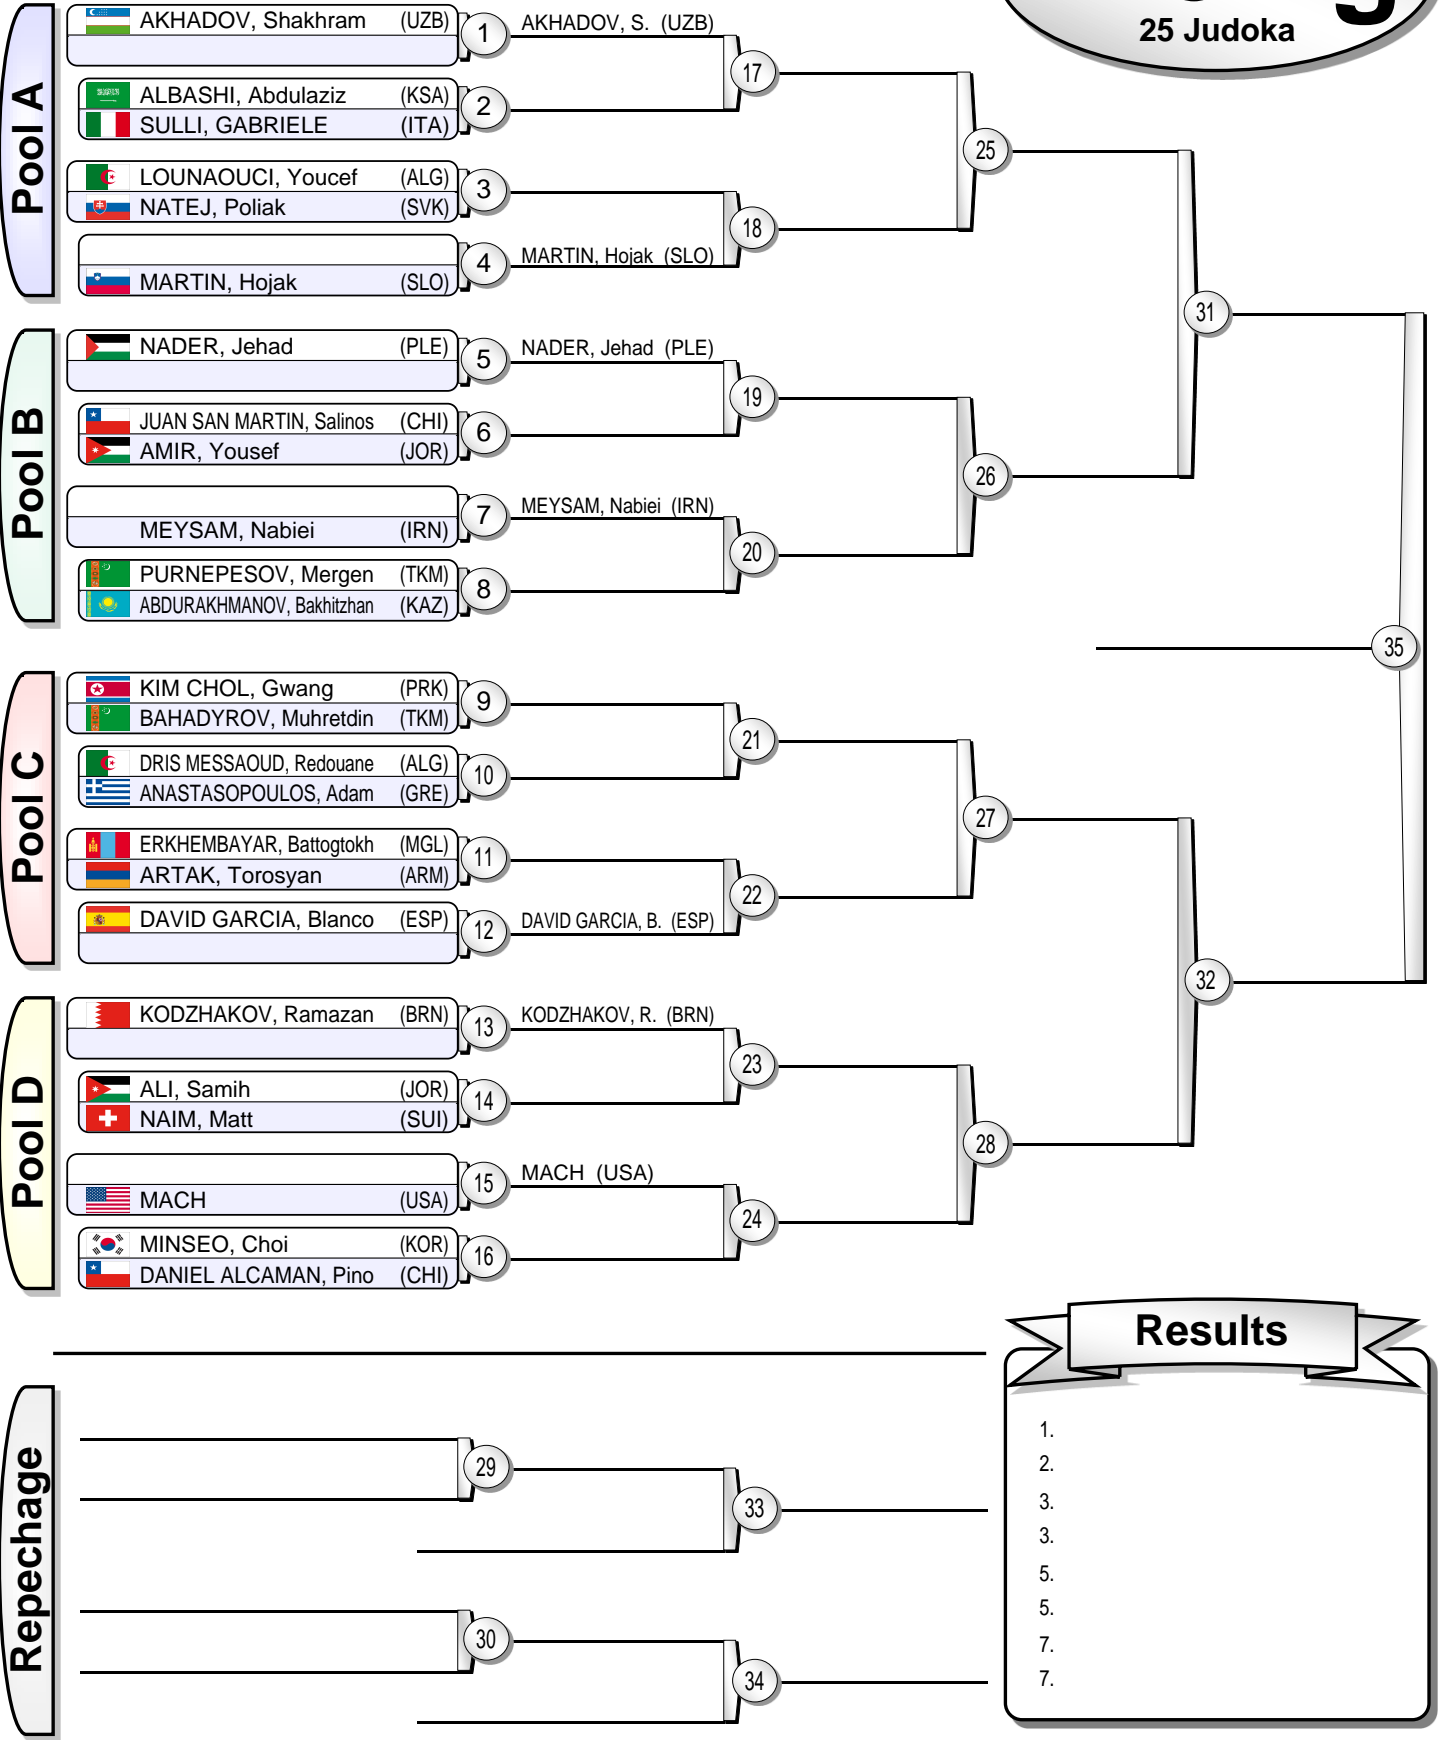 g
25 Judoka
Pool A
AKHADOV, Shakhram (UZB) 1 AKHADOV, S. (UZB)
17
ALBASHI, Abdulaziz (KSA) 2
SULLI, GABRIELE (ITA)
25
LOUNAOUCI, Youcef (ALG) 3
NATEJ, Poliak (SVK)
18
4 MARTIN, Hojak (SLO)
MARTIN, Hojak (SLO)
31
Pool B
NADER, Jehad (PLE) 5 NADER, Jehad (PLE)
19
JUAN SAN MARTIN, Salinos (CHI) 6
AMIR, Yousef (JOR)
26
7 MEYSAM, Nabiei (IRN)
MEYSAM, Nabiei (IRN)
20
PURNEPESOV, Mergen (TKM) 8
ABDURAKHMANOV, Bakhitzhan (KAZ)
35
Pool C
KIM CHOL, Gwang (PRK) 9
BAHADYROV, Muhretdin (TKM)
21
DRIS MESSAOUD, Redouane (ALG) 10
ANASTASOPOULOS, Adam (GRE)
27
ERKHEMBAYAR, Battogtokh (MGL) 11
ARTAK, Torosyan (ARM)
22
DAVID GARCIA, Blanco (ESP) 12 DAVID GARCIA, B. (ESP)
32
Pool D
KODZHAKOV, Ramazan (BRN) 13 KODZHAKOV, R. (BRN)
23
ALI, Samih (JOR) 14
NAIM, Matt (SUI)
28
15 MACH (USA)
MACH (USA)
24
MINSEO, Choi (KOR) 16
DANIEL ALCAMAN, Pino (CHI)
Repechage
29
33
30
34
Results
1.
2.
3.
3.
5.
5.
7.
7.